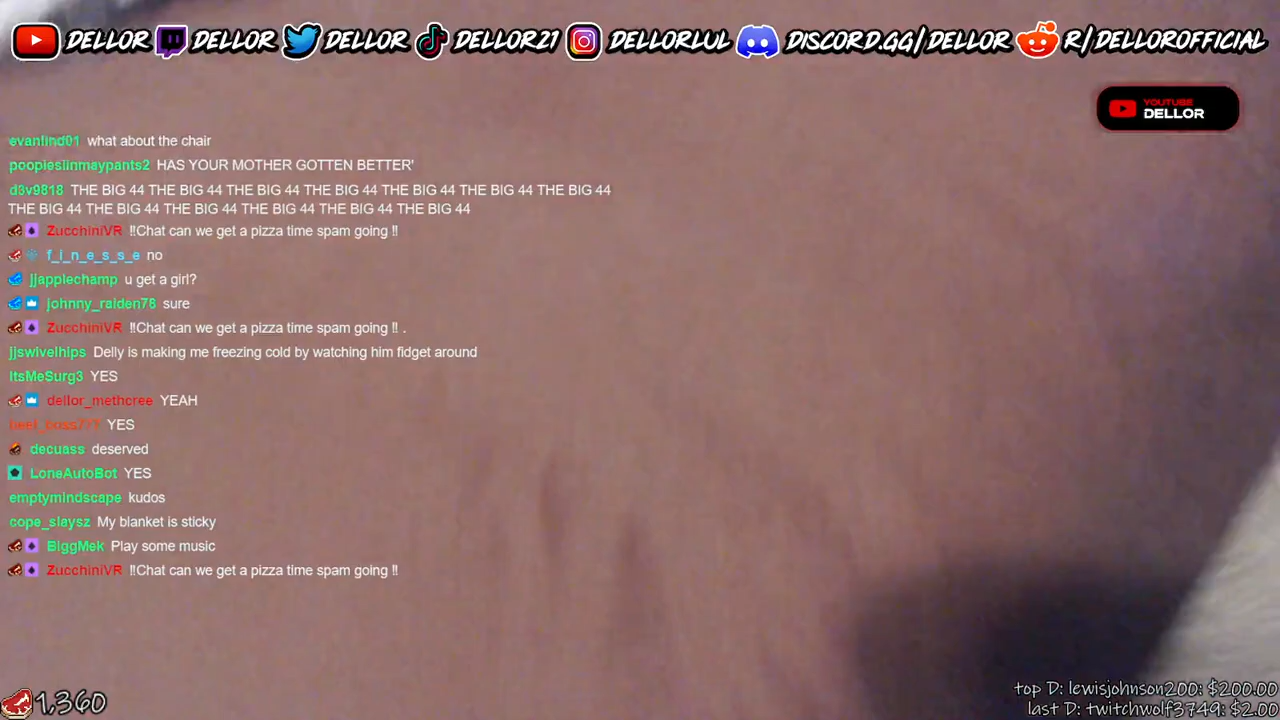 DELLOR DELLOR DELLOR DELLOR21 DELLORLUL DISCORD.GG/DELLOR R/DELLOROFFICIAL
YOUTUBE
DELLOR
evanlind01 what about the chair
poopiesiinmaypants2 HAS YOUR MOTHER GOTTEN BETTER'
d3v9818 THE BIG 44 THE BIG 44 THE BIG 44 THE BIG 44 THE BIG 44 THE BIG 44 THE BIG 44
THE BIG 44 THE BIG 44 THE BIG 44 THE BIG 44 THE BIG 44 THE BIG 44
ZucchiniVR ‼Chat can we get a pizza time spam going ‼
f_i_n_e_s_s_e no
jjapplechamp u get a girl?
johnny_raiden78 sure
ZucchiniVR ‼Chat can we get a pizza time spam going ‼ .
jjswivelhips Delly is making me freezing cold by watching him fidget around
ItsMeSurg3 YES
dellor_methcree YEAH
YES
decuass deserved
LoneAutoBot YES
emptymindscape kudos
cope_slaysz My blanket is sticky
BiggMek Play some music
ZucchiniVR ‼Chat can we get a pizza time spam going ‼
1,360
top D: lewisjohnson200: $200.00
last D: twitchwolf3749: $2.00